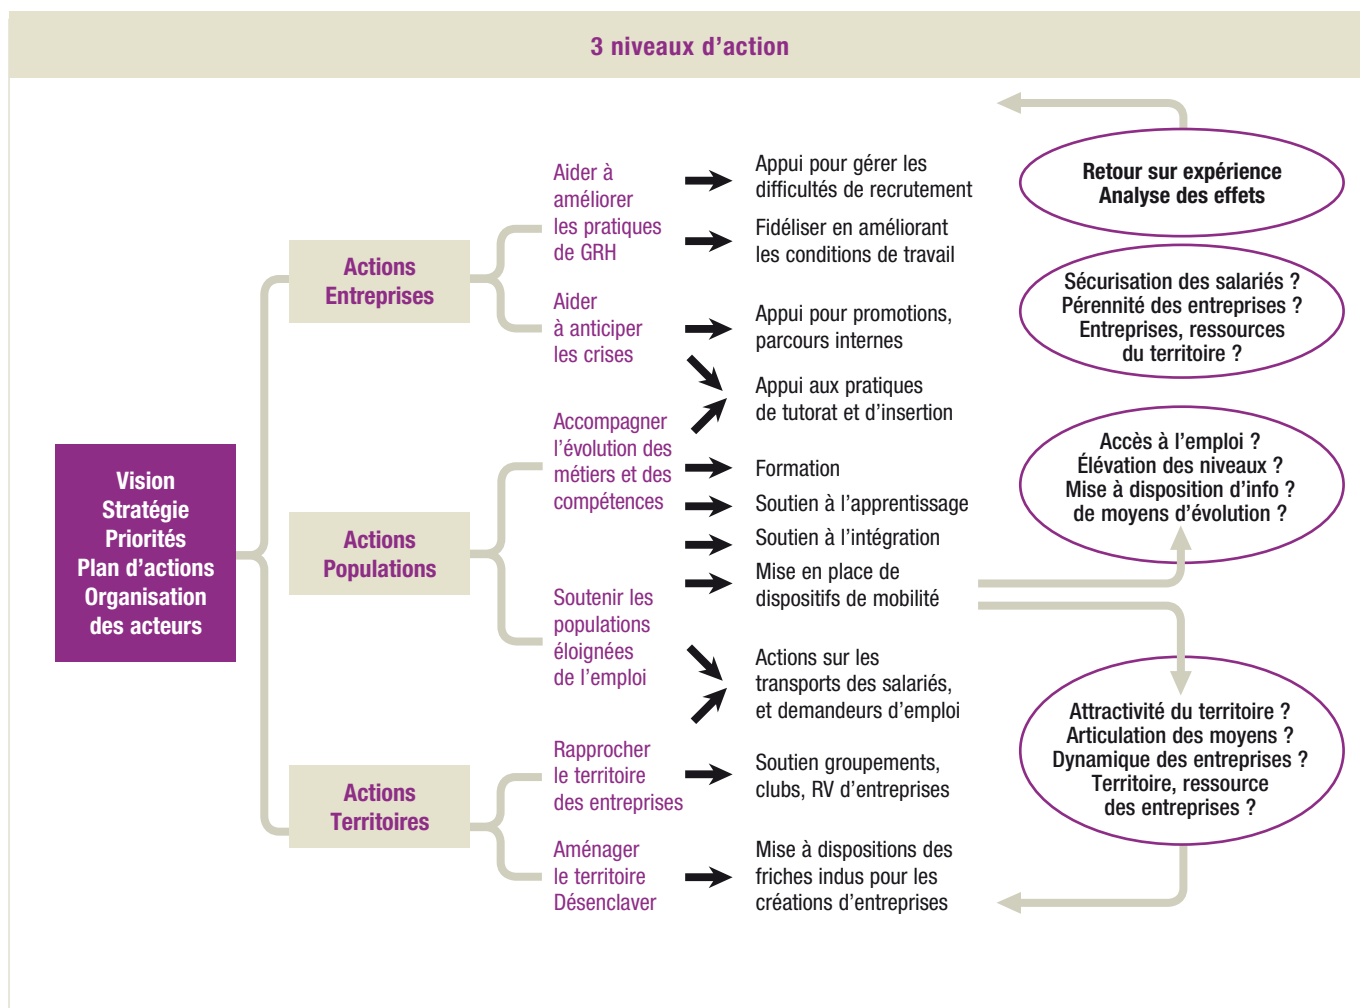 3 niveaux d’action
Vision
Stratégie
Priorités
Plan d’actions
Organisation
des acteurs
Actions
Entreprises
Actions
Populations
Actions
Territoires
Aider à
améliorer
les pratiques
de GRH
Aider
à anticiper
les crises
Accompagner
l’évolution des
métiers et des
compétences
Soutenir les
populations
éloignées
de l’emploi
Rapprocher
le territoire
des entreprises
Aménager
le territoire
Désenclaver
Appui pour gérer les
difficultés de recrutement
Fidéliser en améliorant
les conditions de travail
Appui pour promotions,
parcours internes
Appui aux pratiques
de tutorat et d’insertion
Formation
Soutien à l’apprentissage
Soutien à l’intégration
Mise en place de
dispositifs de mobilité
Actions sur les
transports des salariés,
et demandeurs d’emploi
Soutien groupements,
clubs, RV d’entreprises
Mise à dispositions des
friches indus pour les
créations d’entreprises
Retour sur expérience
Analyse des effets
Sécurisation des salariés ?
Pérennité des entreprises ?
Entreprises, ressources
du territoire ?
Accès à l’emploi ?
Élévation des niveaux ?
Mise à disposition d’info ?
de moyens d’évolution ?
Attractivité du territoire ?
Articulation des moyens ?
Dynamique des entreprises ?
Territoire, ressource
des entreprises ?